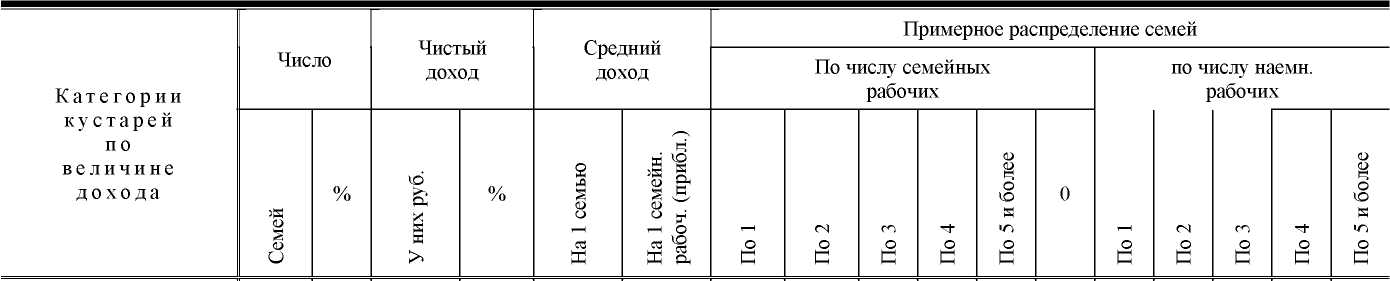 Категории
кустарей
по
величине
дохода
Число
Чистый
доход
Средний
доход
Примерное распределение семей
По числу семейных
рабочих
по числу наемн.
рабочих
Семей
%
У них руб.
%
На 1 семью
На 1 семейн.
рабоч. (прибл.)
По 1
По 2
По 3
По 4
По 5 и более
0
По 1
По 2
По 3
По 4
По 5 и более